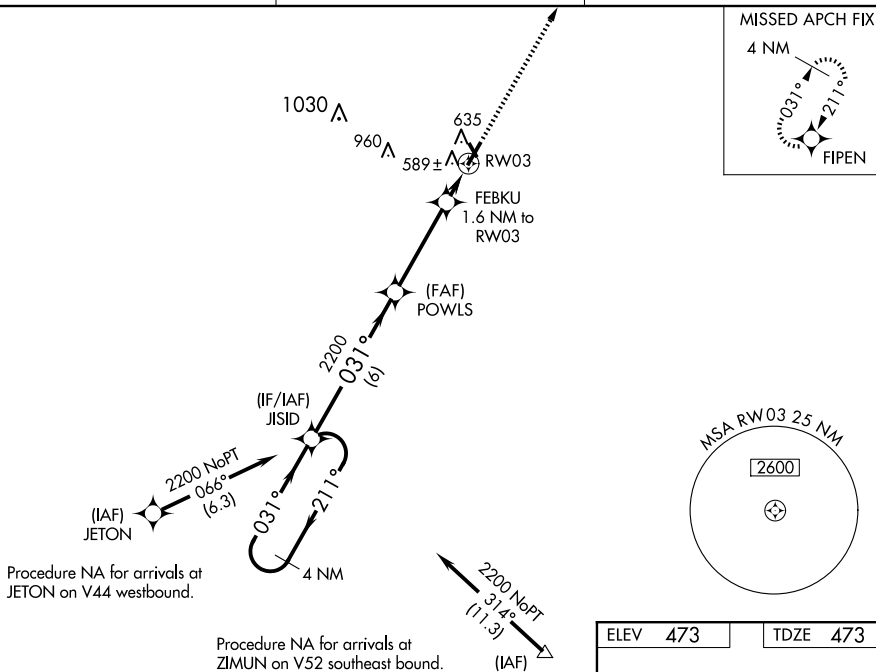 MISSED APCH FIX
4 NM
031°
211°
FIPEN
1030
960
635
589±
RW03
FEBKU
1.6 NM to
RW03
(FAF)
POWLS
2200
031°
(6)
(IF/IAF)
JISID
2200 NoPT
066°
(6.3)
(IAF)
JETON
031°
211°
4 NM
Procedure NA for arrivals at
JETON on V44 westbound.
MSA RW03 25 NM
2600
2200 NoPT
314°
(11.3)
(IAF)
Procedure NA for arrivals at
ZIMUN on V52 southeast bound.
ELEV 473
TDZE 473